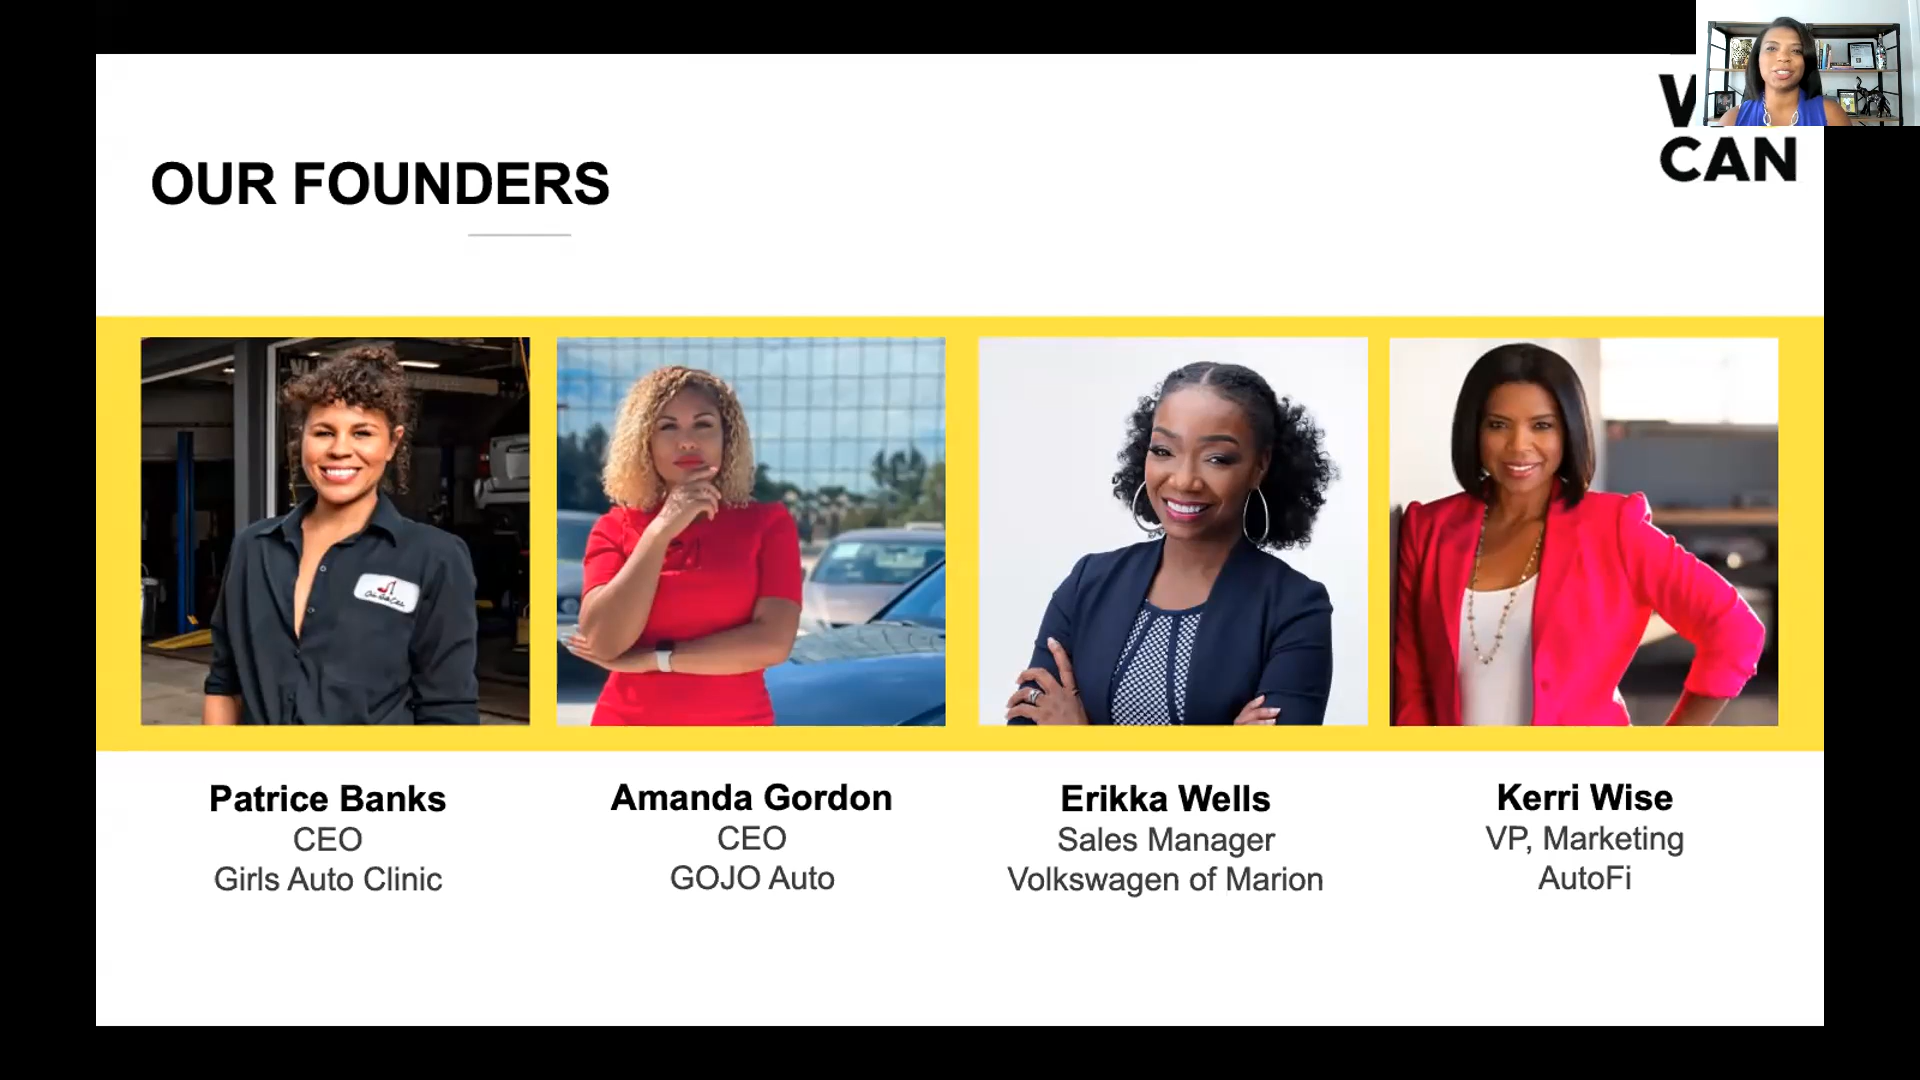 OUR FOUNDERS
CAN
Patrice Banks
CEO
Girls Auto Clinic
Amanda Gordon
CEO
GOJO Auto
Erikka Wells
Sales Manager
Volkswagen of Marion
Kerri Wise
VP, Marketing
AutoFi